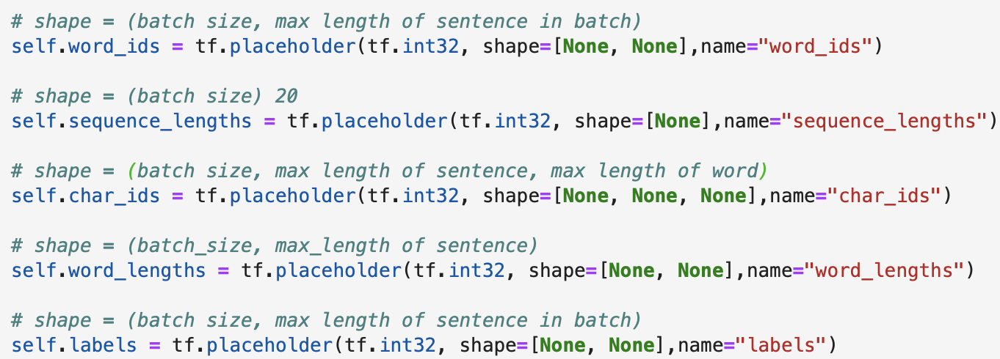 # shape = (batch size, max length of sentence in batch)
self.word_ids = tf.placeholder(tf.int32, shape=[None, None],name="word_ids")
# shape = (batch size) 20
self.sequence_lengths = tf.placeholder(tf.int32, shape=[None],name="sequence_lengths")
# shape = (batch size, max length of sentence, max length of word)
self.char_ids = tf.placeholder(tf.int32, shape=[None, None, None],name="char_ids")
# shape = (batch_size, max_length of sentence)
self.word_lengths = tf.placeholder(tf.int32, shape=[None, None],name="word_lengths")
# shape = (batch size, max length of sentence in batch)
self.labels = tf.placeholder(tf.int32, shape=[None, None],name="labels")